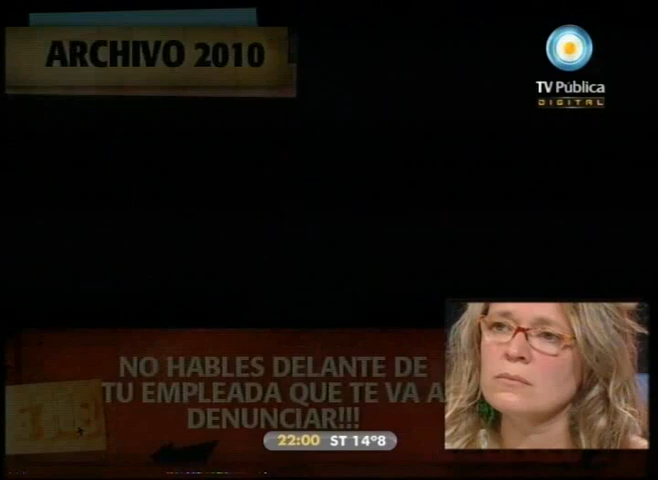 ARCHIVO 2010
TV Pública
DIGITAL
NO HABLES DELANTE DE
TU EMPLEADA QUE TE VA A
DENUNCIAR!!!
22:00 ST 14°8